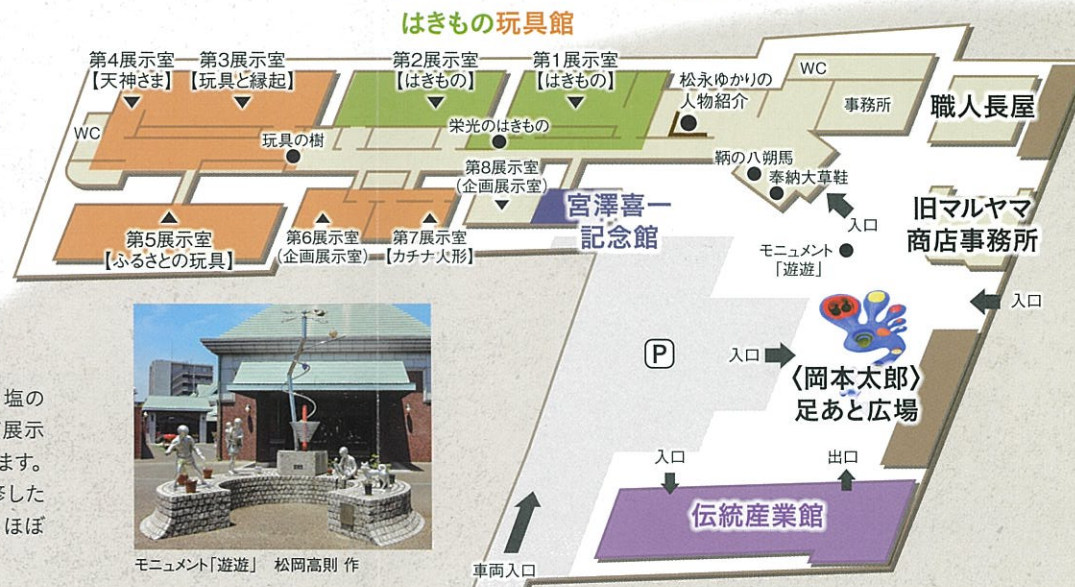 はきもの玩具館
第4展示室
【天神さま】
第3展示室
【玩具と縁起】
第2展示室
【はきもの】
第1展示室
【はきもの】
松永ゆかりの
人物紹介
WC
事務所
職人長屋
WC
玩具の樹
栄光のはきもの
第8展示室
(企画展示室)
鞆の八朔馬
奉納大草鞋
宮澤喜一
記念館
入口
旧マルヤマ
商店事務所
第5展示室
【ふるさとの玩具】
第6展示室
(企画展示室)
第7展示室
【カチナ人形】
モニュメント
「遊遊」
入口
P
入口
〈岡本太郎〉
足あと広場
塩の
展示
ます。
修した
ほぼ
入口
出口
伝統産業館
車両入口
モニュメント「遊遊」 松岡高則 作